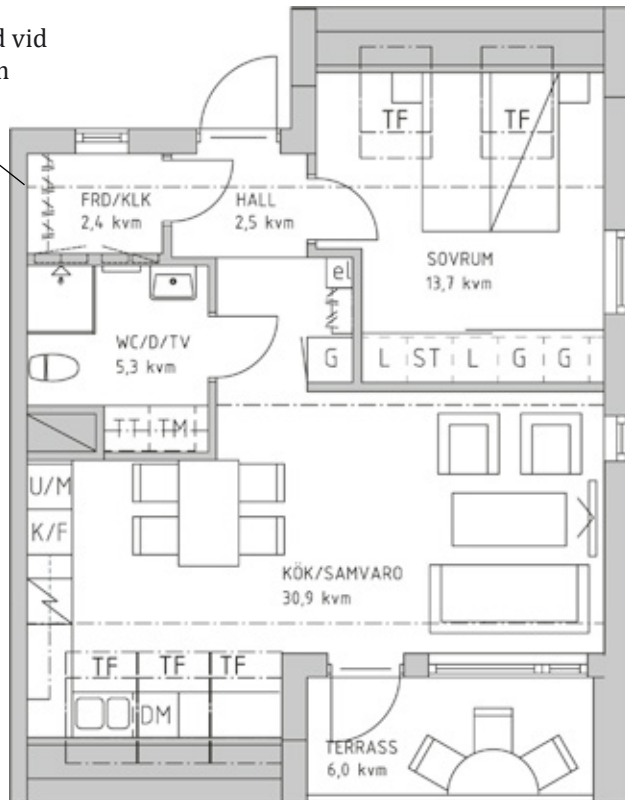 d vid
n
TF
TF
FRD/KLK
2,4 kvm
HALL
2,5 kvm
SOVRUM
13,7 kvm
el
WC/D/TV
5,3 kvm
G
L
ST
L
G
G
TT
TM
U/M
K/F
KÖK/SAMVARO
30,9 kvm
TF
TF
TF
DM
TERRASS
6,0 kvm